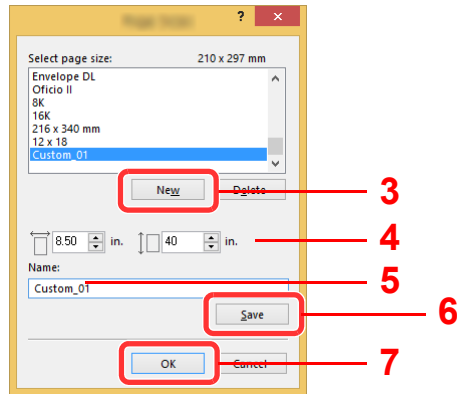 ?  ×
Select page size: 210 x 297 mm
Envelope DL
Oficio II
8K
16K
216 x 340 mm
12 x 18
Custom_01
New Delete 3
8.50 in. 40 in. 4
Name: 5
Custom_01
Save 6
OK Cancel 7